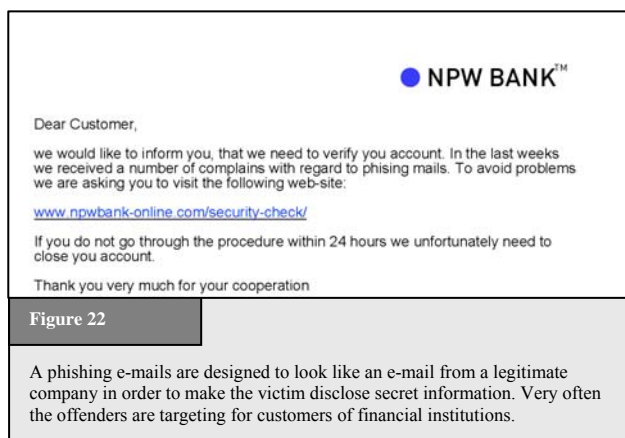 NPW BANK™
Dear Customer,
we would like to inform you, that we need to verify you account. In the last weeks
we received a number of complains with regard to phising mails. To avoid problems
we are asking you to visit the following web-site:
www.npwbank-online.com/security-check/
If you do not go through the procedure within 24 hours we unfortunately need to
close you account.
Thank you very much for your cooperation
Figure 22
A phishing e-mails are designed to look like an e-mail from a legitimate
company in order to make the victim disclose secret information. Very often
the offenders are targeting for customers of financial institutions.